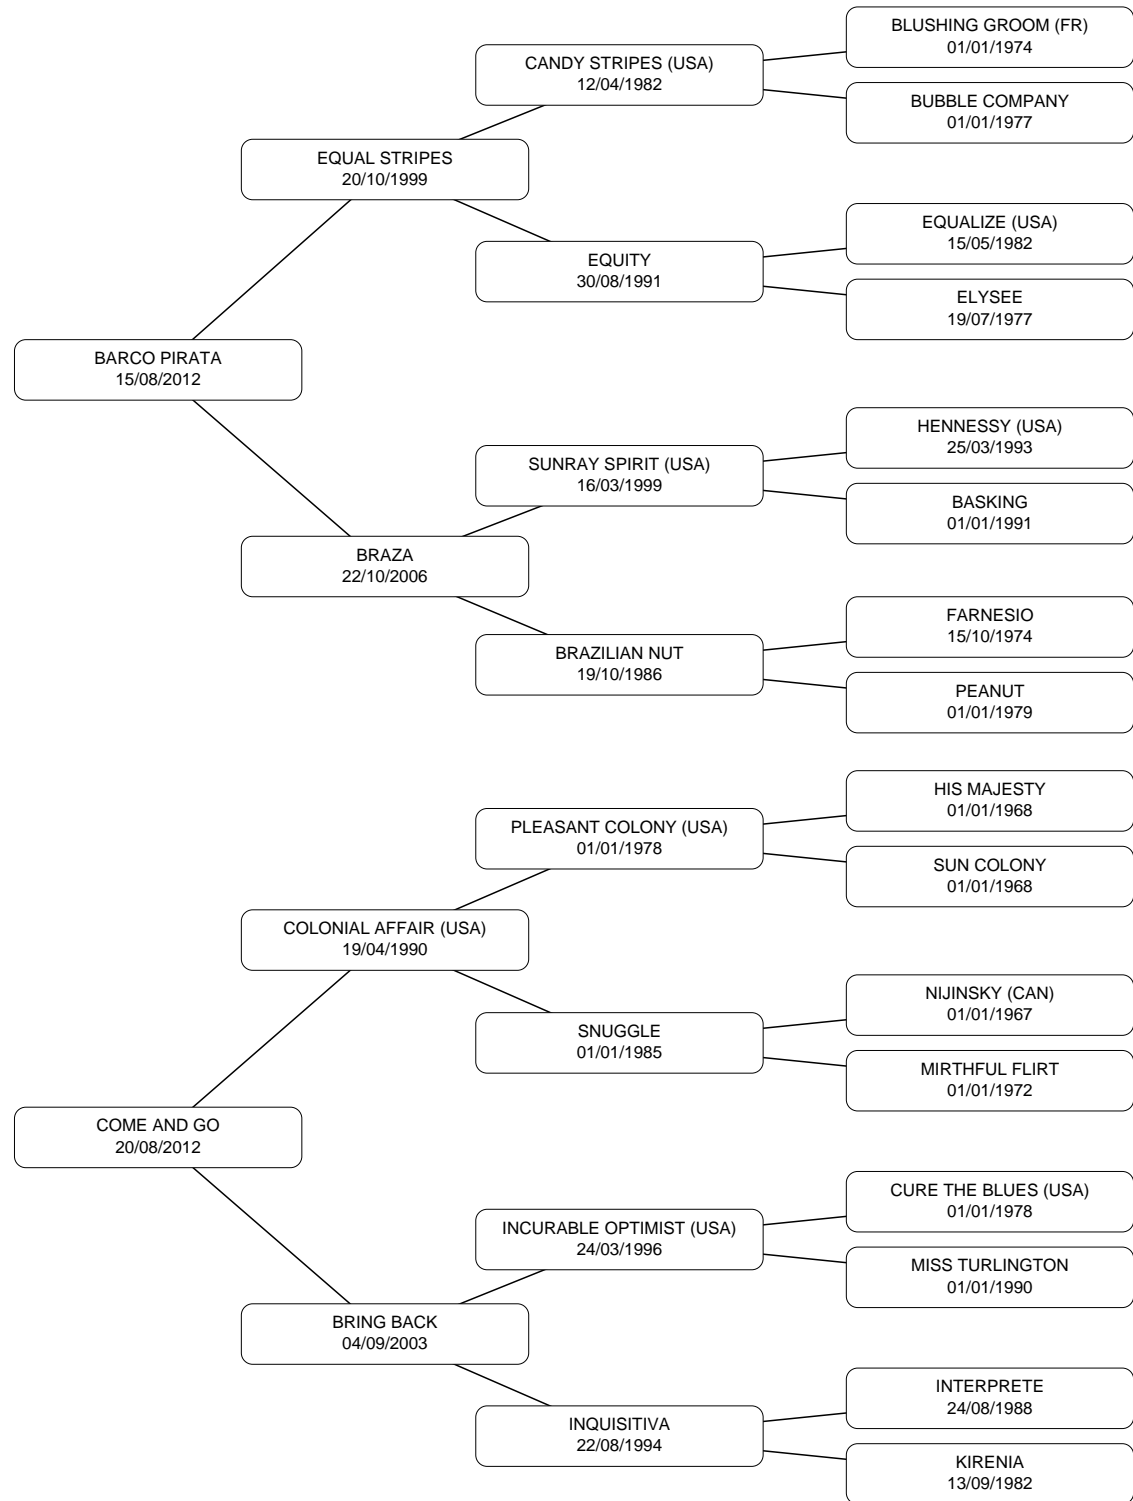 BLUSHING GROOM (FR)
01/01/1974
CANDY STRIPES (USA)
12/04/1982
BUBBLE COMPANY
01/01/1977
EQUAL STRIPES
20/10/1999
EQUALIZE (USA)
15/05/1982
EQUITY
30/08/1991
ELYSEE
19/07/1977
BARCO PIRATA
15/08/2012
HENNESSY (USA)
25/03/1993
SUNRAY SPIRIT (USA)
16/03/1999
BASKING
01/01/1991
BRAZA
22/10/2006
FARNESIO
15/10/1974
BRAZILIAN NUT
19/10/1986
PEANUT
01/01/1979
HIS MAJESTY
01/01/1968
PLEASANT COLONY (USA)
01/01/1978
SUN COLONY
01/01/1968
COLONIAL AFFAIR (USA)
19/04/1990
NIJINSKY (CAN)
01/01/1967
SNUGGLE
01/01/1985
MIRTHFUL FLIRT
01/01/1972
COME AND GO
20/08/2012
CURE THE BLUES (USA)
01/01/1978
INCURABLE OPTIMIST (USA)
24/03/1996
MISS TURLINGTON
01/01/1990
BRING BACK
04/09/2003
INTERPRETE
24/08/1988
INQUISITIVA
22/08/1994
KIRENIA
13/09/1982